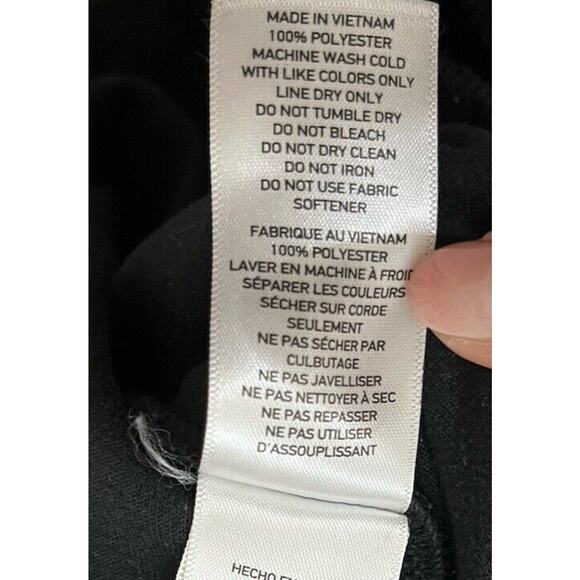 MADE IN VIETNAM
100% POLYESTER
MACHINE WASH COLD
WITH LIKE COLORS ONLY
LINE DRY ONLY
DO NOT TUMBLE DRY
DO NOT BLEACH
DO NOT DRY CLEAN
DO NOT IRON
DO NOT USE FABRIC
SOFTENER
FABRIQUE AU VIETNAM
100% POLYESTER
LAVER EN MACHINE À FROID
SÉPARER LES COULEURS
SÉCHER SUR CORDE
SEULEMENT
NE PAS SÉCHER PAR
CULBUTAGE
NE PAS JAVELLISER
NE PAS NETTOYER À SEC
NE PAS REPASSER
NE PAS UTILISER
D'ASSOUPLISSANT
HECHO